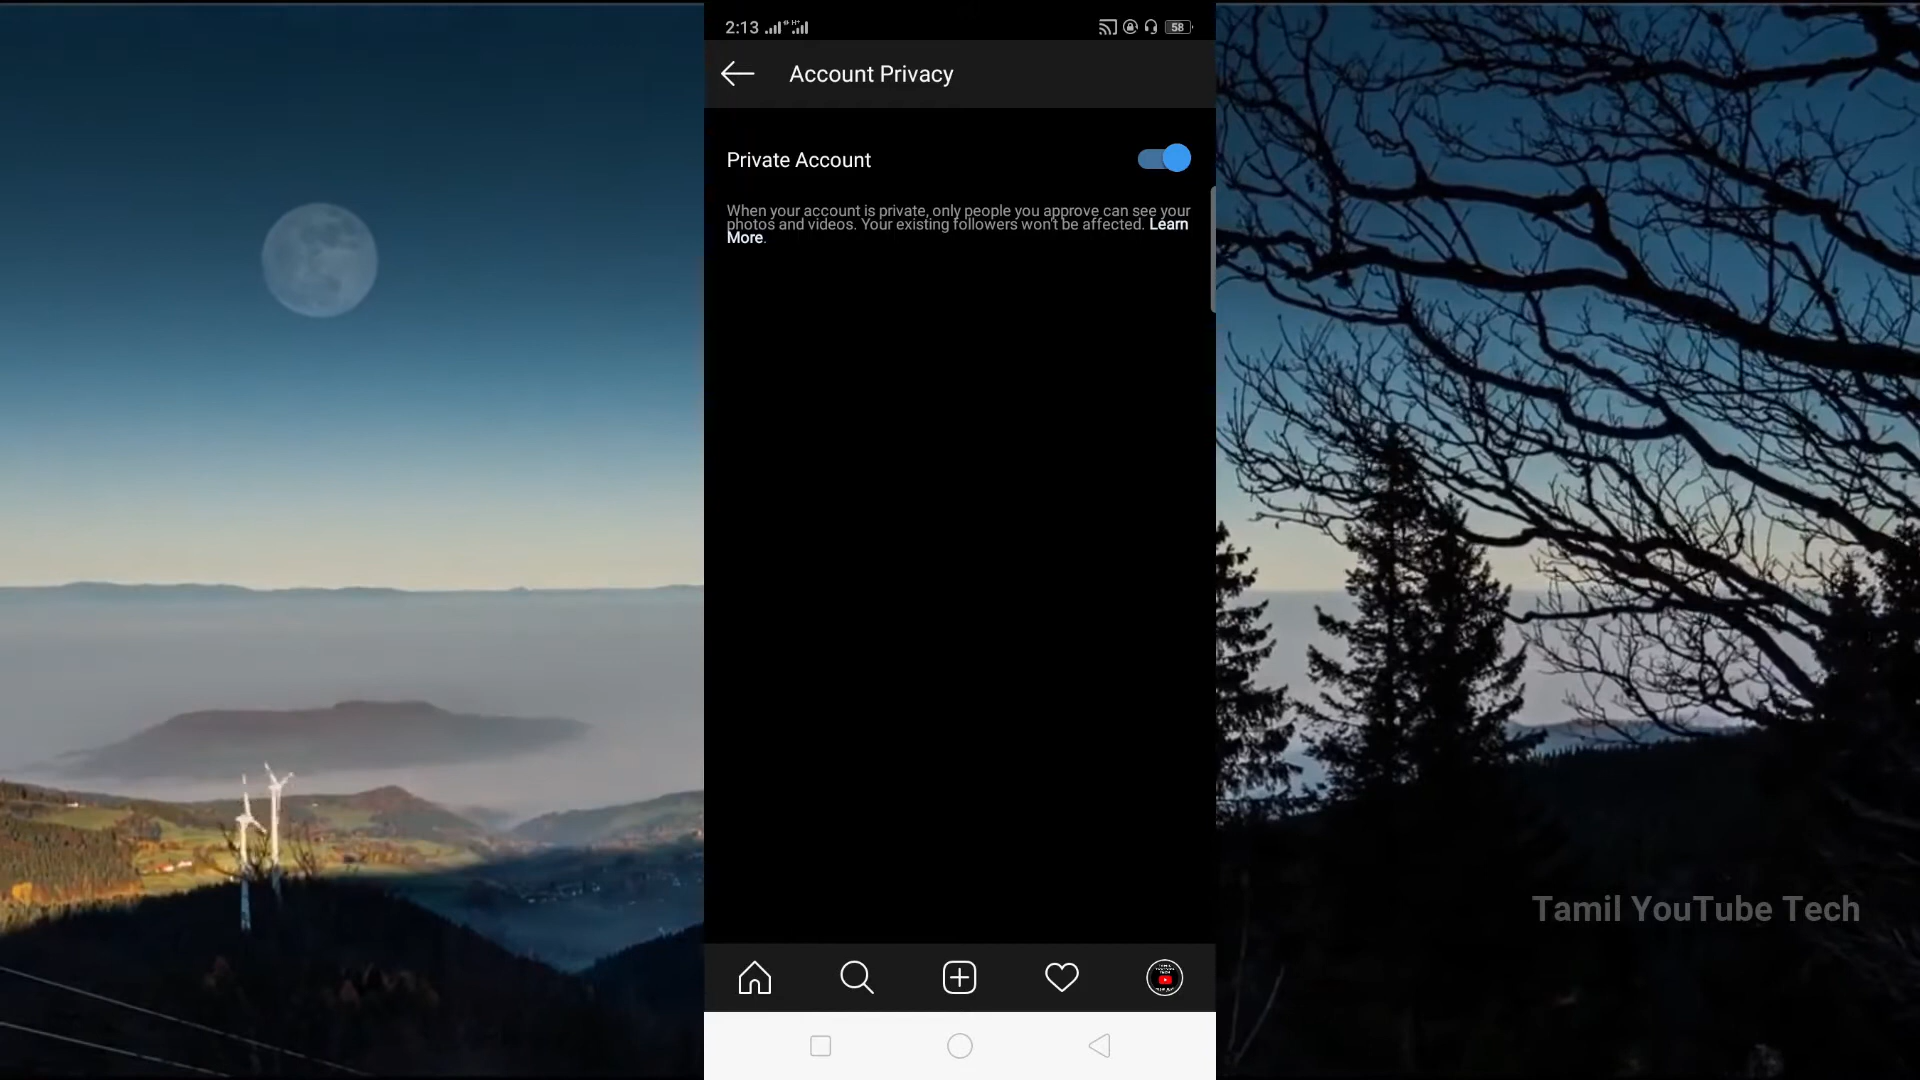 2:13
58
Account Privacy
Private Account
When your account is private, only people you approve can see your
photos and videos. Your existing followers won't be affected. Learn
More.
Tamil YouTube Tech